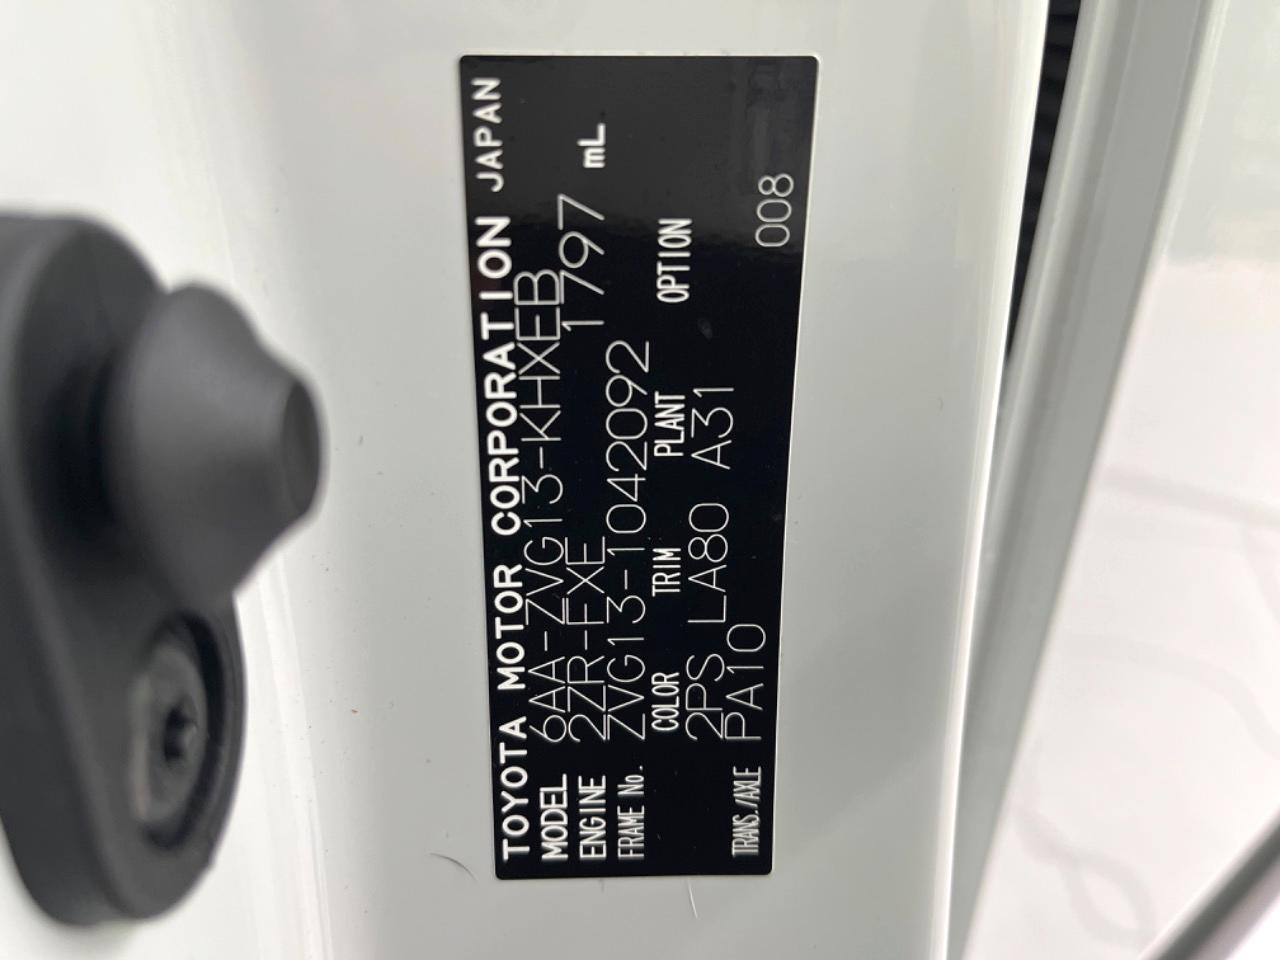 TOYOTA MOTOR CORPORATION JAPAN
MODEL 6AA-ZVG13-KHXEB
ENGINE 2ZR-FXE 1797 mL
FRAME No. ZVG13-1042092
COLOR TRIM PLANT OPTION
2PS LA80 A31
TRANS./AXLE PA10
008